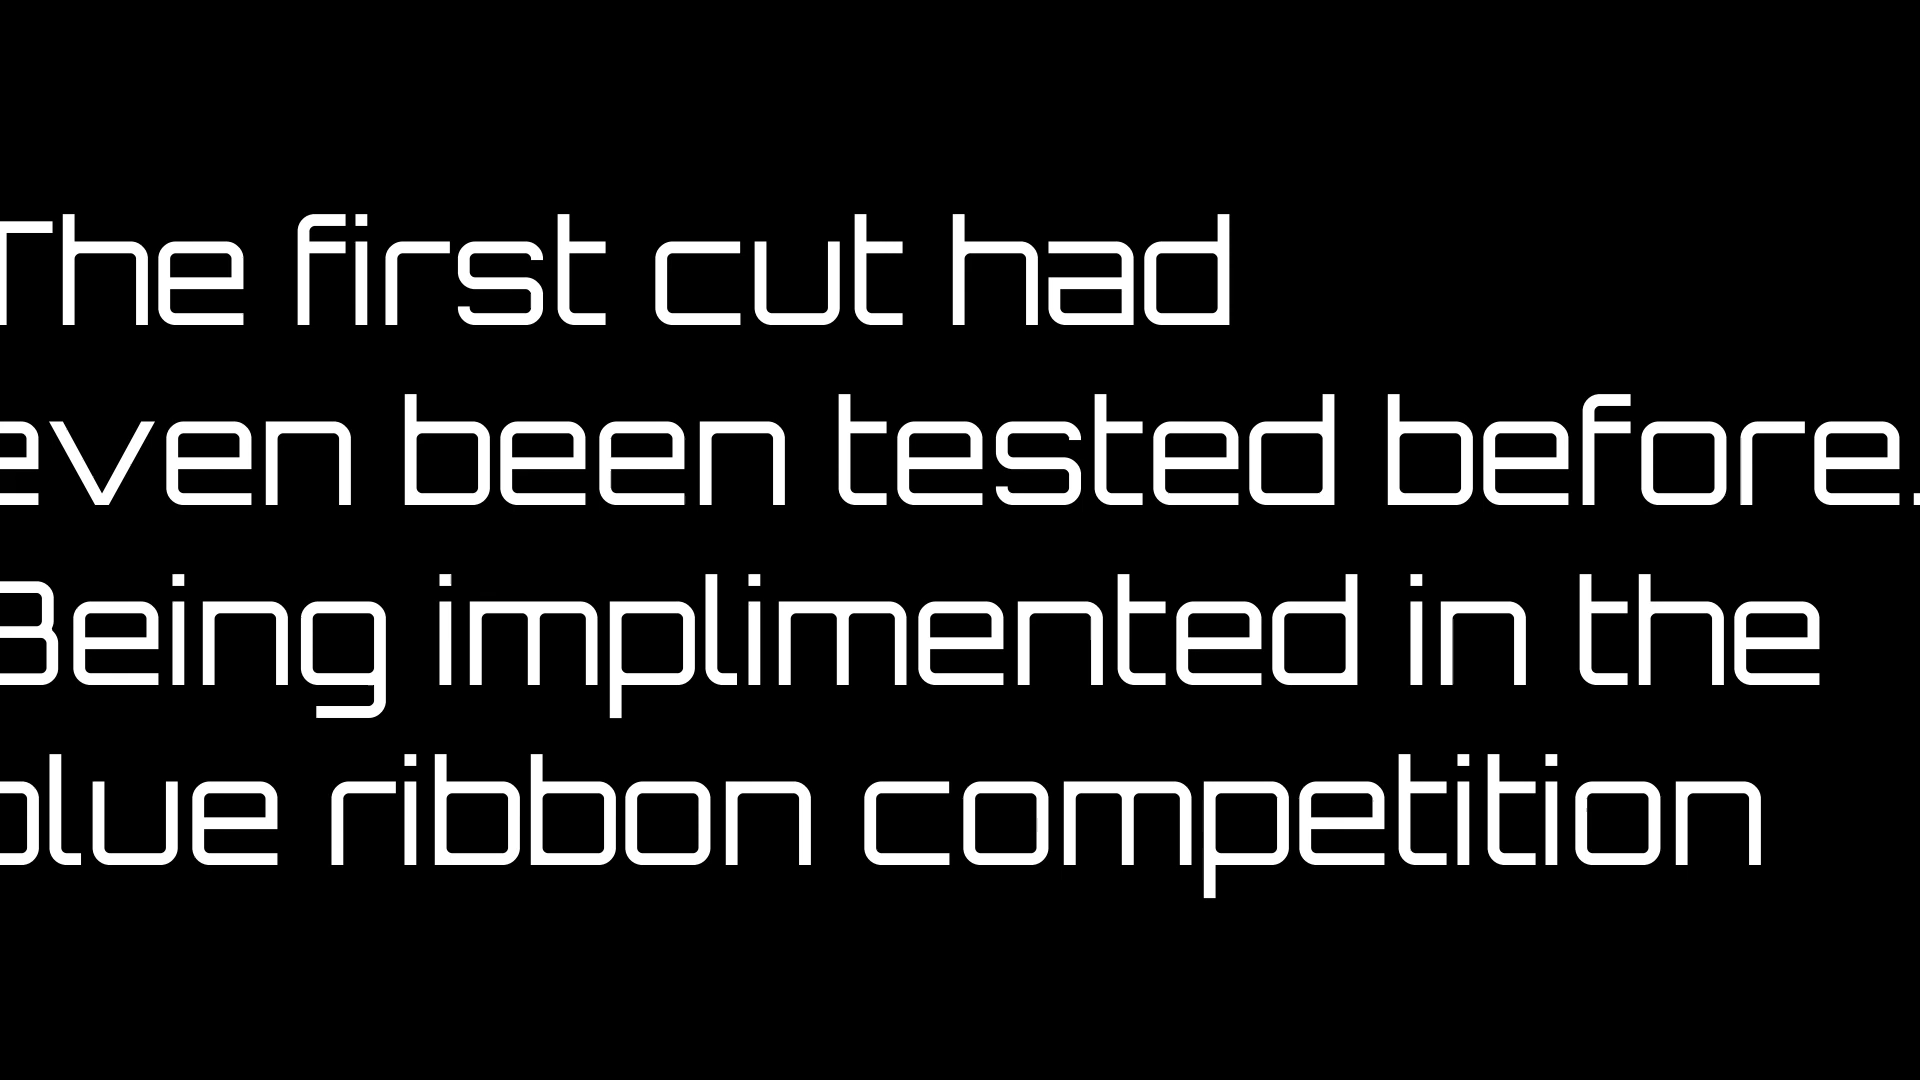 The first cut had
even been tested before.
Being implimented in the
blue ribbon competition